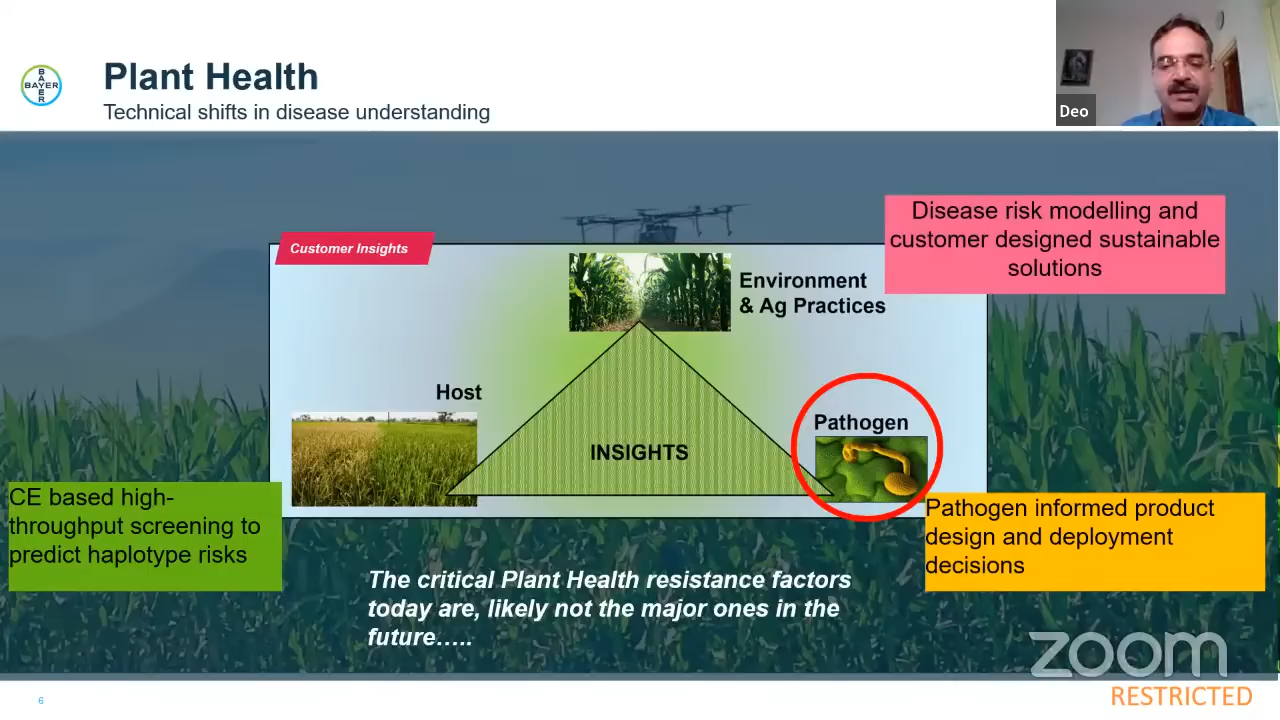 BAYER
BAYER
Plant Health
Technical shifts in disease understanding
Deo
Disease risk modelling and
customer designed sustainable
solutions
Customer Insights
Environment
& Ag Practices
Host
Pathogen
INSIGHTS
CE based high-
throughput screening to
predict haplotype risks
Pathogen informed product
design and deployment
decisions
The critical Plant Health resistance factors
today are, likely not the major ones in the
future.....
zoom
6
RESTRICTED